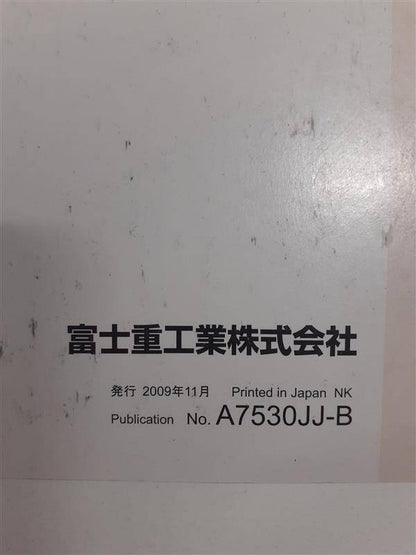 富士重工業株式会社
発行 2009年11月 Printed in Japan NK
Publication No. A7530JJ-B